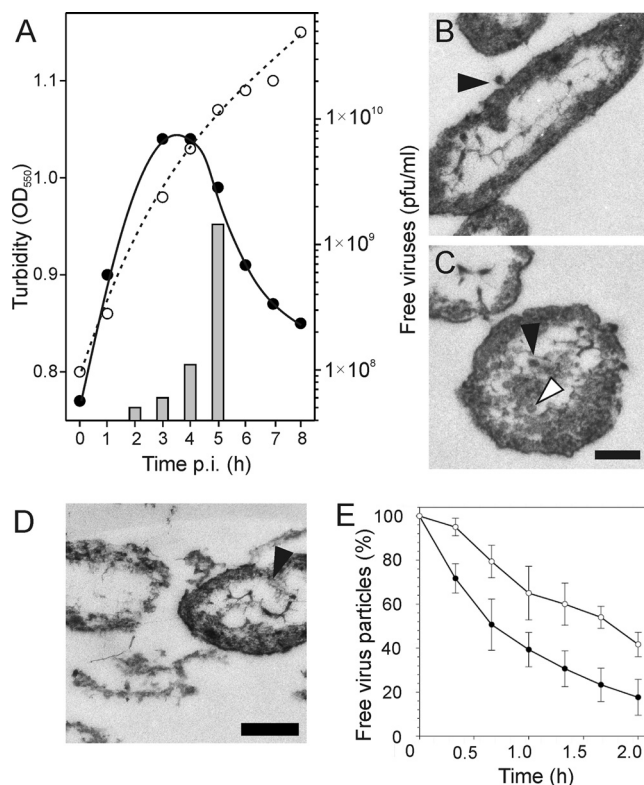 A
1.1
1.0
0.9
0.8
Turbidity (OD550)
1×10^10
1×10^9
1×10^8
Free viruses (pfu/ml)
0 1 2 3 4 5 6 7 8
Time p.i. (h)
B
C
D
E
100
80
60
40
20
0
Free virus particles (%)
0 0.5 1.0 1.5 2.0
Time (h)